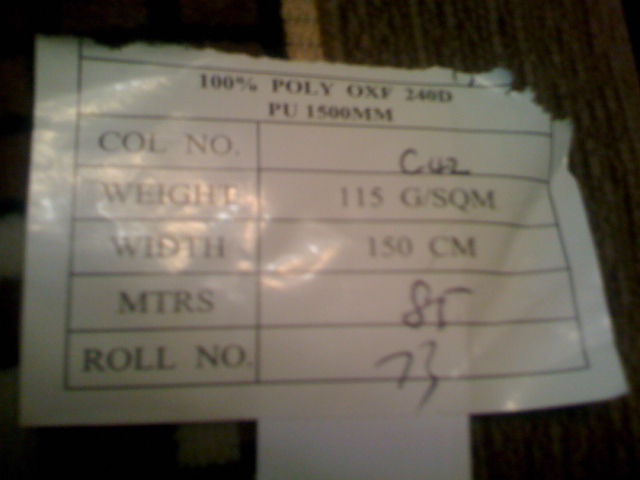 100% POLY OXF 240D
PU 1500MM
COL NO.
WEIGHT 115 G/SQM
WIDTH 150 CM
MTRS 85
ROLL NO. 73